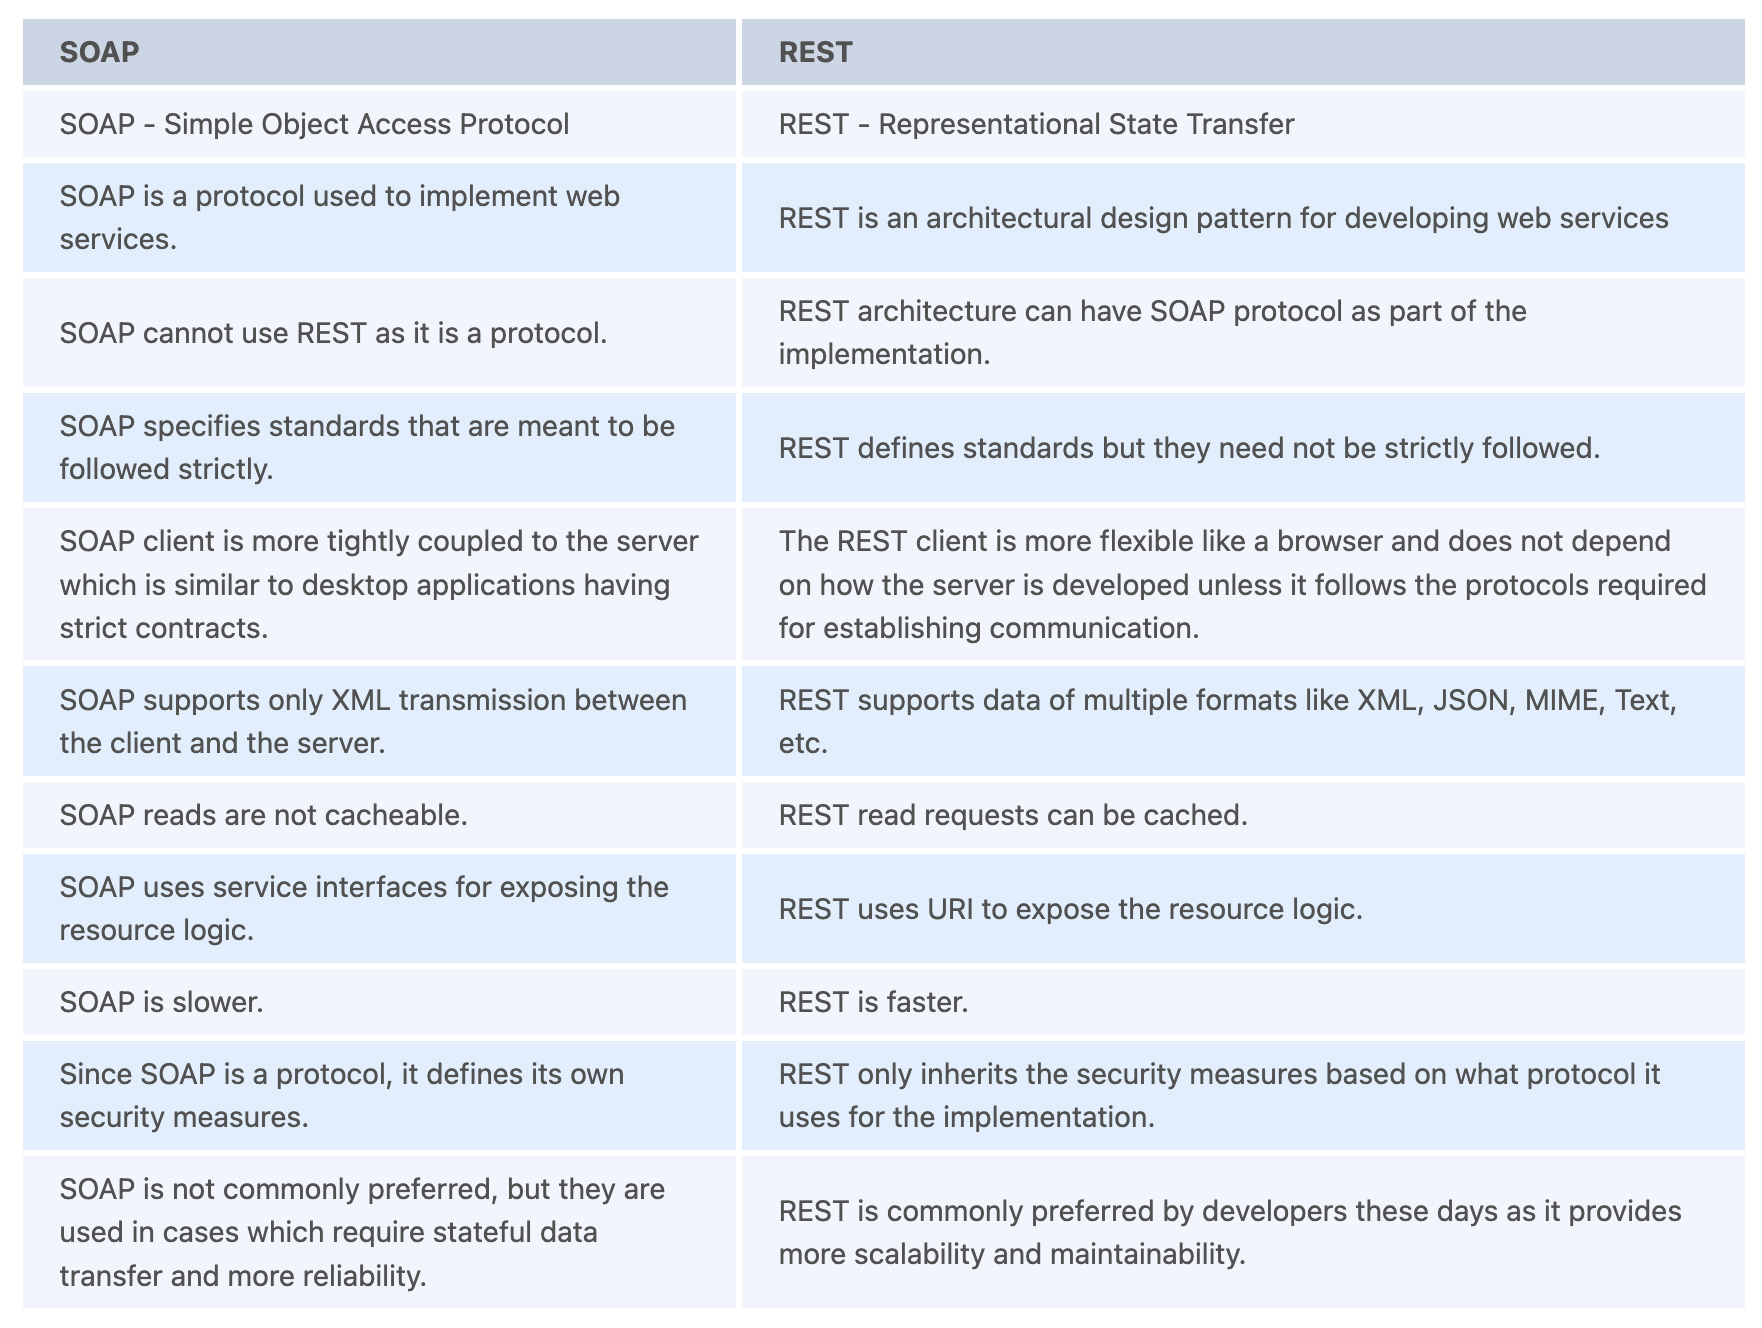 SOAP
REST
SOAP - Simple Object Access Protocol
REST - Representational State Transfer
SOAP is a protocol used to implement web
services.
REST is an architectural design pattern for developing web services
SOAP cannot use REST as it is a protocol.
REST architecture can have SOAP protocol as part of the
implementation.
SOAP specifies standards that are meant to be
followed strictly.
REST defines standards but they need not be strictly followed.
SOAP client is more tightly coupled to the server
which is similar to desktop applications having
strict contracts.
The REST client is more flexible like a browser and does not depend
on how the server is developed unless it follows the protocols required
for establishing communication.
SOAP supports only XML transmission between
the client and the server.
REST supports data of multiple formats like XML, JSON, MIME, Text,
etc.
SOAP reads are not cacheable.
REST read requests can be cached.
SOAP uses service interfaces for exposing the
resource logic.
REST uses URI to expose the resource logic.
SOAP is slower.
REST is faster.
Since SOAP is a protocol, it defines its own
security measures.
REST only inherits the security measures based on what protocol it
uses for the implementation.
SOAP is not commonly preferred, but they are
used in cases which require stateful data
transfer and more reliability.
REST is commonly preferred by developers these days as it provides
more scalability and maintainability.